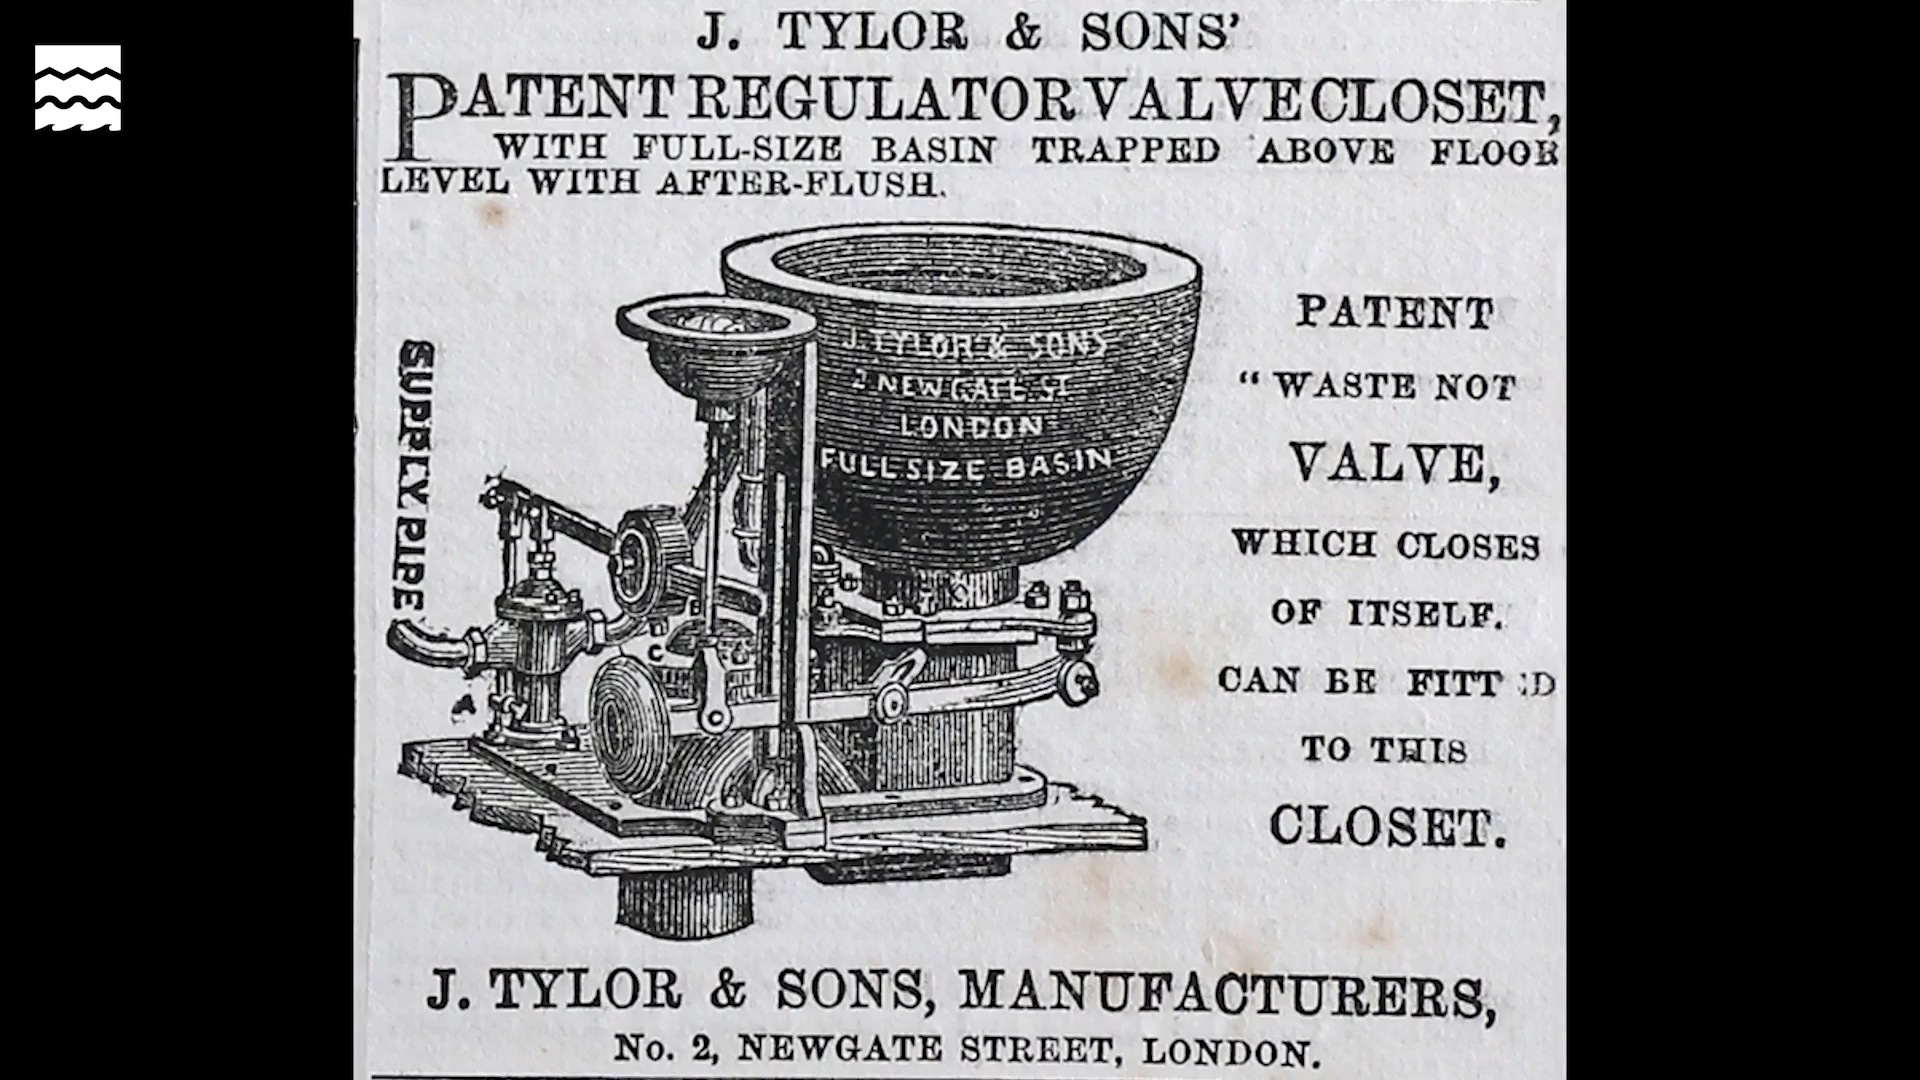 J. TYLOR & SONS'
PATENT REGULATOR VALVE CLOSET,
WITH FULL-SIZE BASIN TRAPPED ABOVE FLOOR
LEVEL WITH AFTER-FLUSH.
SUPPLY PIPE
J. TYLOR & SONS
2 NEWGATE ST
LONDON
FULL SIZE BASIN
C
A
PATENT
"WASTE NOT
VALVE,
WHICH CLOSES
OF ITSELF.
CAN BE FITT:D
TO THIS
CLOSET.
J. TYLOR & SONS, MANUFACTURERS,
No. 2, NEWGATE STREET, LONDON.